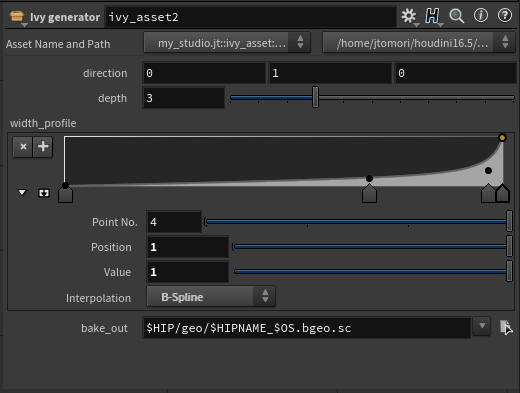 Ivy generator ivy_asset2
Asset Name and Path my_studio.jt::ivy_asset:... /home/jtomori/houdini16.5/...
direction 0 1 0
depth 3
width_profile
Point No. 4
Position 1
Value 1
Interpolation B-Spline
bake_out $HIP/geo/$HIPNAME_$OS.bgeo.sc